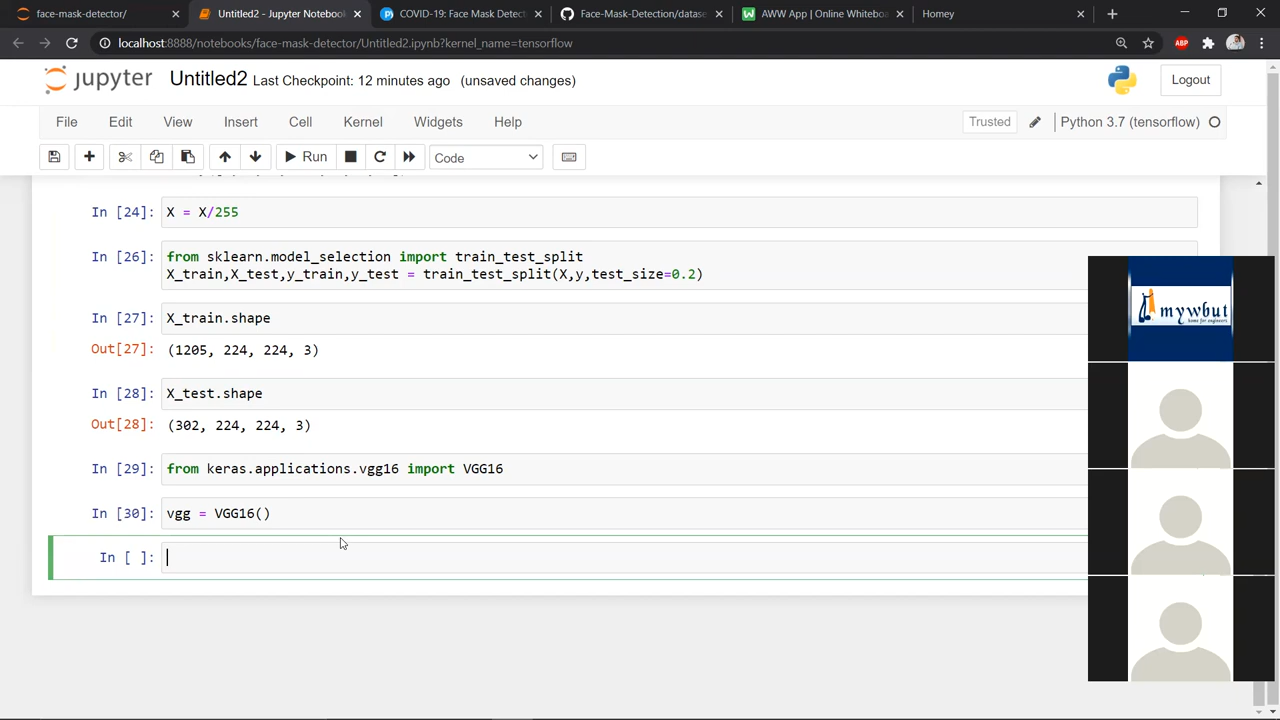 face-mask-detector/
Untitled2 - Jupyter Notebook
COVID-19: Face Mask Detec
Face-Mask-Detection/datase
AWW App | Online Whiteboa
Homey
localhost:8888/notebooks/face-mask-detector/Untitled2.ipynb?kernel_name=tensorflow
ABP
jupyter
Untitled2 Last Checkpoint: 12 minutes ago (unsaved changes)
Logout
File Edit View Insert Cell Kernel Widgets Help
Trusted
Python 3.7 (tensorflow)
Run
Code
In [24]: X = X/255
In [26]: from sklearn.model_selection import train_test_split
X_train,X_test,y_train,y_test = train_test_split(X,y,test_size=0.2)
In [27]: X_train.shape
Out[27]: (1205, 224, 224, 3)
In [28]: X_test.shape
Out[28]: (302, 224, 224, 3)
In [29]: from keras.applications.vgg16 import VGG16
In [30]: vgg = VGG16()
In [ ]:
mywbut
home for engineers